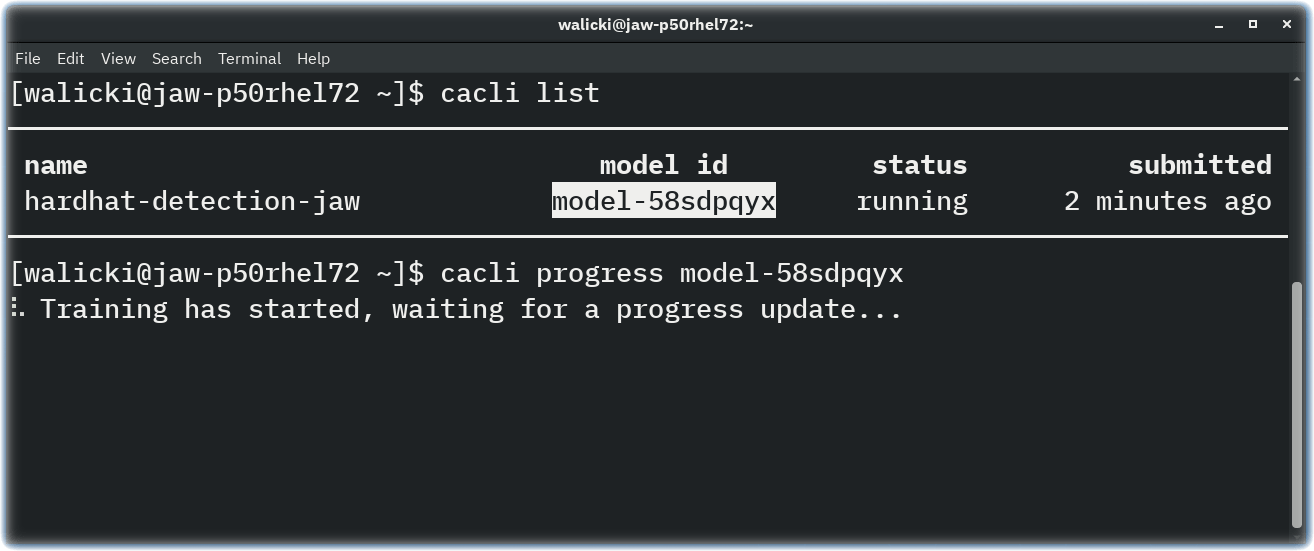 walicki@jaw-p50rhel72:~
File Edit View Search Terminal Help
[walicki@jaw-p50rhel72 ~]$ cacli list
name model id status submitted
hardhat-detection-jaw model-58sdpqyx running 2 minutes ago
[walicki@jaw-p50rhel72 ~]$ cacli progress model-58sdpqyx
⠧ Training has started, waiting for a progress update...